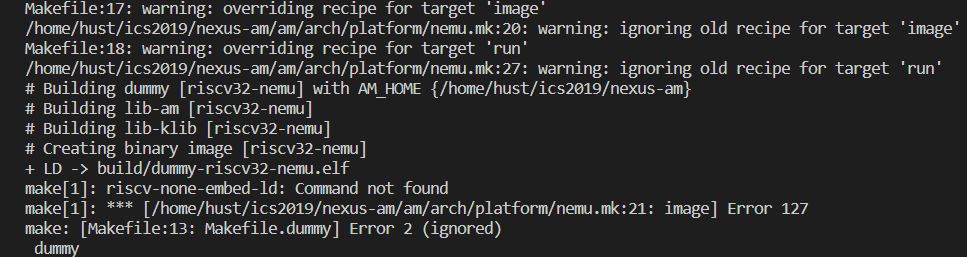 Makefile:17: warning: overriding recipe for target 'image'
/home/hust/ics2019/nexus-am/am/arch/platform/nemu.mk:20: warning: ignoring old recipe for target 'image'
Makefile:18: warning: overriding recipe for target 'run'
/home/hust/ics2019/nexus-am/am/arch/platform/nemu.mk:27: warning: ignoring old recipe for target 'run'
# Building dummy [riscv32-nemu] with AM_HOME {/home/hust/ics2019/nexus-am}
# Building lib-am [riscv32-nemu]
# Building lib-klib [riscv32-nemu]
# Creating binary image [riscv32-nemu]
+ LD -> build/dummy-riscv32-nemu.elf
make[1]: riscv-none-embed-ld: Command not found
make[1]: *** [/home/hust/ics2019/nexus-am/am/arch/platform/nemu.mk:21: image] Error 127
make: [Makefile:13: Makefile.dummy] Error 2 (ignored)
 dummy